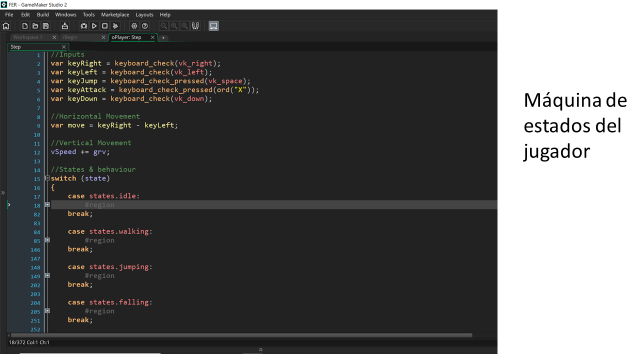 FER - GameMaker Studio 2
File Edit Build Windows Tools Marketplace Layouts Help
Workspace 1 oPlayer: Step
Step
1 //Inputs
2 var keyRight = keyboard_check(vk_right);
3 var keyLeft = keyboard_check(vk_left);
4 var keyJump = keyboard_check_pressed(vk_space);
5 var keyAttack = keyboard_check_pressed(ord("X"));
6 var keyDown = keyboard_check(vk_down);
7
8 //Horizontal Movement
9 var move = keyRight - keyLeft;
10
11 //Vertical Movement
12 vSpeed += grv;
13
14 //States & behaviour
15 switch (state)
16 {
17 case states.idle:
18 #region
82 break;
83
84 case states.walking:
85 #region
146 break;
147
148 case states.jumping:
149 #region
202 break;
203
204 case states.falling:
205 #region
251 break;
252
18/372 Col:1 Ch:1
Máquina de
estados del
jugador